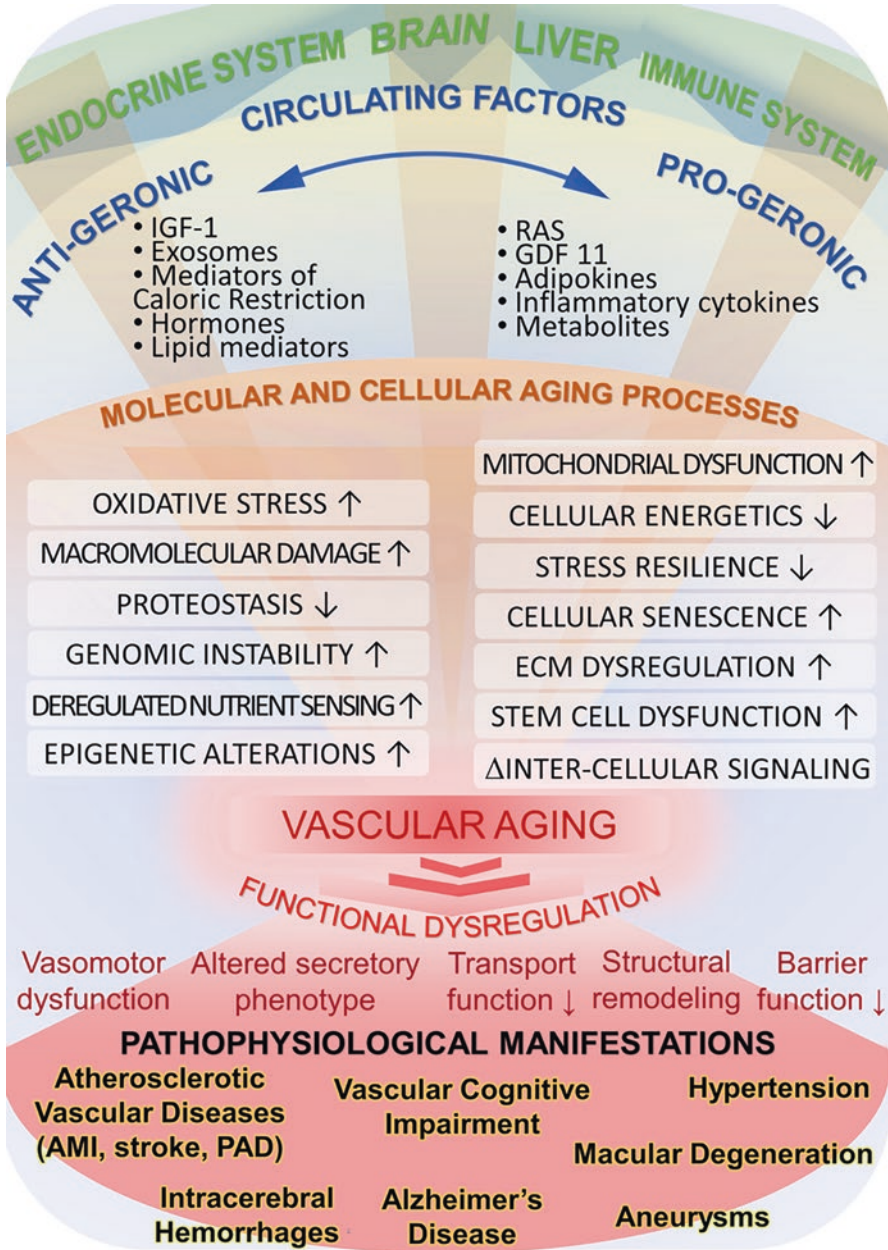 ENDOCRINE SYSTEM BRAIN LIVER IMMUNE SYSTEM
CIRCULATING FACTORS
ANTI-GERONIC
• IGF-1
• Exosomes
• Mediators of
Caloric Restriction
• Hormones
• Lipid mediators
PRO-GERONIC
• RAS
• GDF 11
• Adipokines
• Inflammatory cytokines
• Metabolites
MOLECULAR AND CELLULAR AGING PROCESSES
OXIDATIVE STRESS ↑
MACROMOLECULAR DAMAGE ↑
PROTEOSTASIS ↓
GENOMIC INSTABILITY ↑
DEREGULATED NUTRIENT SENSING ↑
EPIGENETIC ALTERATIONS ↑
MITOCHONDRIAL DYSFUNCTION ↑
CELLULAR ENERGETICS ↓
STRESS RESILIENCE ↓
CELLULAR SENESCENCE ↑
ECM DYSREGULATION ↑
STEM CELL DYSFUNCTION ↑
ΔINTER-CELLULAR SIGNALING
VASCULAR AGING
FUNCTIONAL DYSREGULATION
Vasomotor
dysfunction
Altered secretory
phenotype
Transport
function ↓
Structural
remodeling
Barrier
function ↓
PATHOPHYSIOLOGICAL MANIFESTATIONS
Atherosclerotic
Vascular Diseases
(AMI, stroke, PAD)
Vascular Cognitive
Impairment
Hypertension
Macular Degeneration
Intracerebral
Hemorrhages
Alzheimer's
Disease
Aneurysms